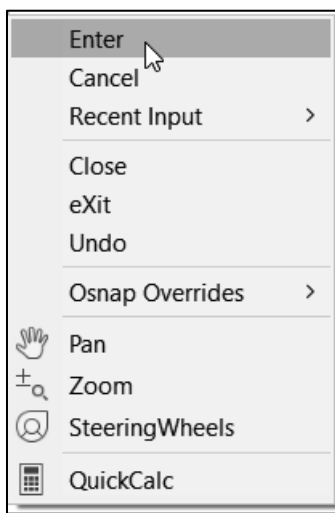 Enter
Cancel
Recent Input
Close
eXit
Undo
Osnap Overrides
Pan
Zoom
SteeringWheels
QuickCalc